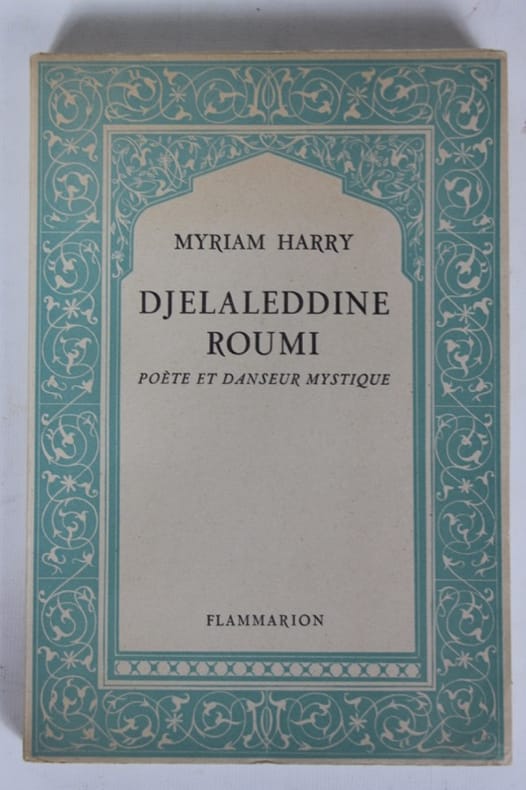 MYRIAM HARRY
DJELALEDDINE
ROUMI
POÈTE ET DANSEUR MYSTIQUE
FLAMMARION